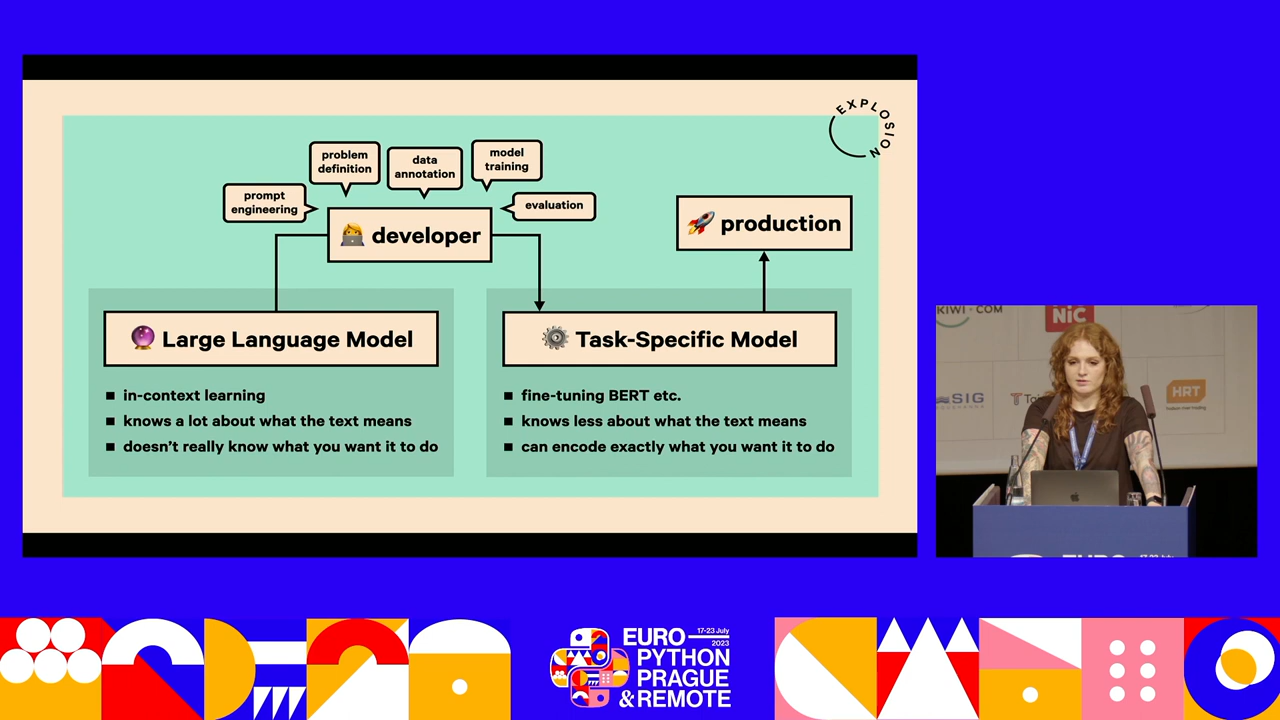 EXPLOSION
problem
definition
data
annotation
model
training
prompt
engineering
evaluation
developer
production
Large Language Model
in-context learning
knows a lot about what the text means
doesn't really know what you want it to do
Task-Specific Model
fine-tuning BERT etc.
knows less about what the text means
can encode exactly what you want it to do
KIWI.COM
NiC
SIG
HRT
EURO
17-23 July
2023
PYTHON
PRAGUE
& REMOTE